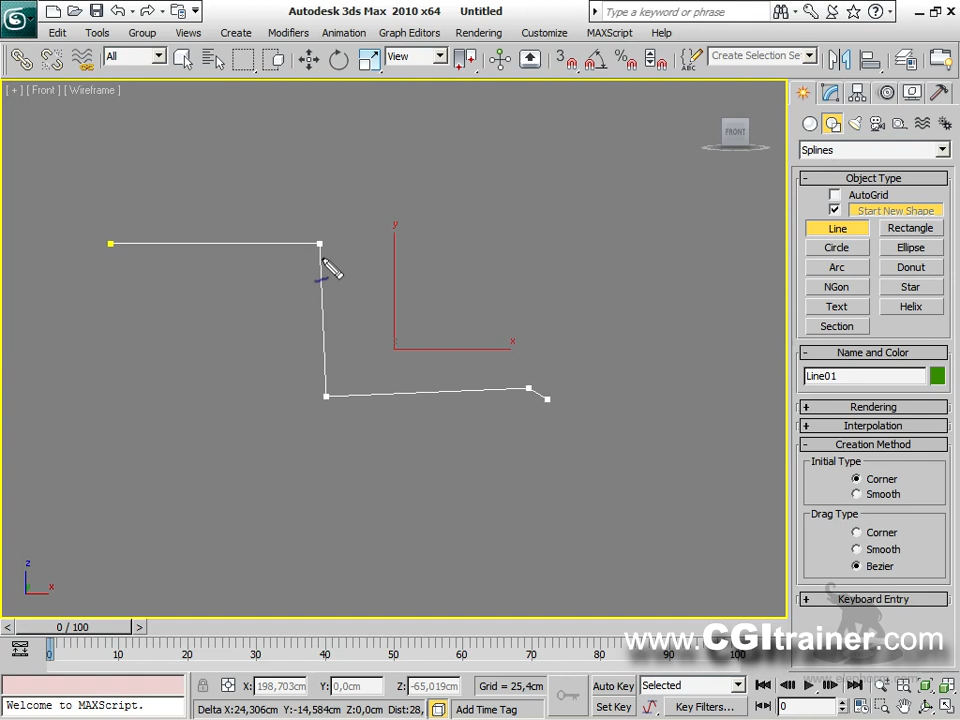 Autodesk 3ds Max 2010 x64 Untitled
Type a keyword or phrase
Edit Tools Group Views Create Modifiers Animation Graph Editors Rendering Customize MAXScript Help
All View 3 Create Selection Se
[ + ] [ Front ] [ Wireframe ]
FRONT
y
x
z
x
Splines
- Object Type
AutoGrid
Start New Shape
Line Rectangle
Circle Ellipse
Arc Donut
NGon Star
Text Helix
Section
- Name and Color
Line01
+ Rendering
+ Interpolation
- Creation Method
Initial Type
Corner
Smooth
Drag Type
Corner
Smooth
Bezier
+ Keyboard Entry
< 0 / 100 >
0 10 20 30 40 50 60 70 80 90 100
www.CGItrainer.com
X: 198,703cm Y: 0,0cm Z: -65,019cm Grid = 25,4cm Auto Key Selected
Welcome to MAXScript. Delta X:24,306cm Y:-14,584cm Z:0,0cm Dist:28, Add Time Tag Set Key Key Filters... 0